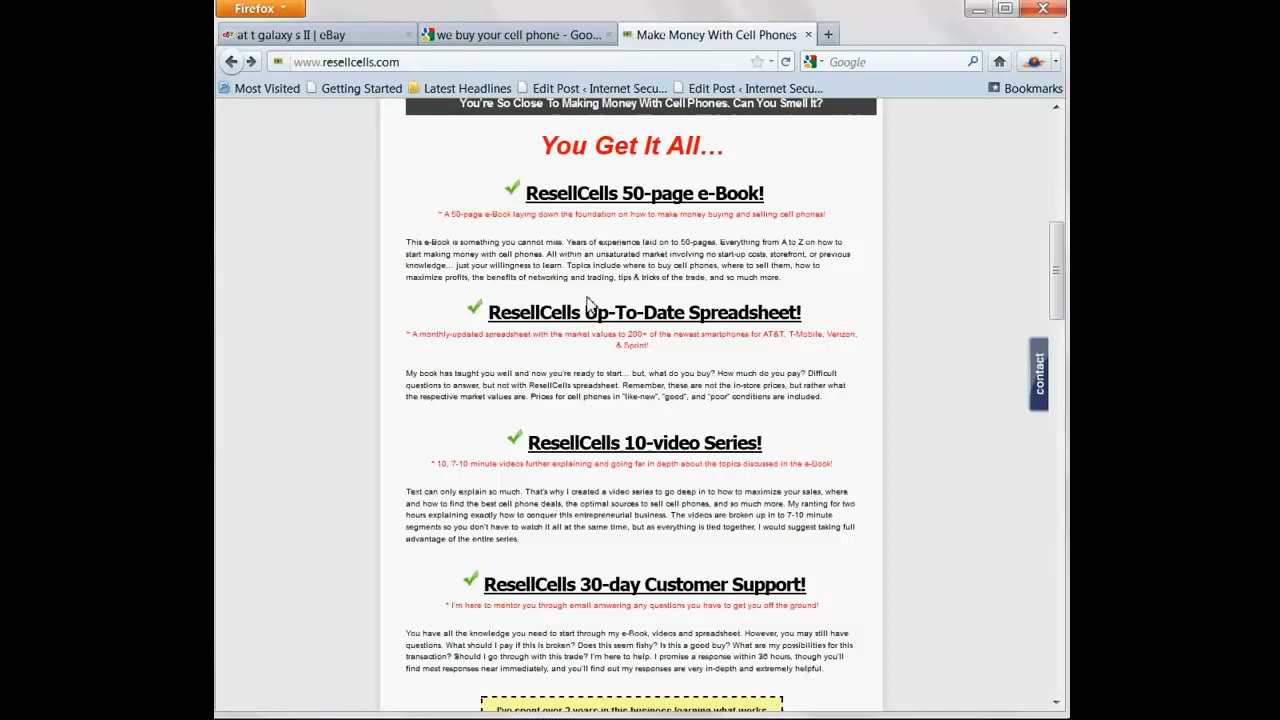 Firefox
at t galaxy s II | eBay
we buy your cell phone - Goo...
Make Money With Cell Phones
www.resellcells.com
Google
Most Visited
Getting Started
Latest Headlines
Edit Post ‹ Internet Secu...
Edit Post ‹ Internet Secu...
Bookmarks
You're So Close To Making Money With Cell Phones. Can You Smell It?
You Get It All…
ResellCells 50-page e-Book!
* A 50-page e-Book laying down the foundation on how to make money buying and selling cell phones!
This e-Book is something you cannot miss. Years of experience laid on to 50-pages. Everything from A to Z on how to
start making money with cell phones. All within an unsaturated market involving no start-up costs, storefront, or previous
knowledge… just your willingness to learn. Topics include where to buy cell phones, where to sell them, how to
maximize profits, the benefits of networking and trading, tips & tricks of the trade, and so much more.
ResellCells Up-To-Date Spreadsheet!
* A monthly-updated spreadsheet with the market values to 200+ of the newest smartphones for AT&T, T-Mobile, Verizon,
& Sprint!
My book has taught you well and now you're ready to start… but, what do you buy? How much do you pay? Difficult
questions to answer, but not with ResellCells spreadsheet. Remember, these are not the in-store prices, but rather what
the respective market values are. Prices for cell phones in "like-new", "good", and "poor" conditions are included.
contact
ResellCells 10-video Series!
* 10, 7-10 minute videos further explaining and going far in depth about the topics discussed in the e-Book!
Text can only explain so much. That's why I created a video series to go deep in to how to maximize your sales, where
and how to find the best cell phone deals, the optimal sources to sell cell phones, and so much more. My ranting for two
hours explaining exactly how to conquer this entrepreneurial business. The videos are broken up in to 7-10 minute
segments so you don't have to watch it all at the same time, but as everything is tied together, I would suggest taking full
advantage of the entire series.
ResellCells 30-day Customer Support!
* I'm here to mentor you through email answering any questions you have to get you off the ground!
You have all the knowledge you need to start through my e-Book, videos and spreadsheet. However, you may still have
questions. What should I pay if this is broken? Does this seem fishy? Is this a good buy? What are my possibilities for this
transaction? Should I go through with this trade? I'm here to help. I promise a response within 36 hours, though you'll
find most responses near immediately, and you'll find out my responses are very in-depth and extremely helpful.
I've spent over 2 years in this business learning what works